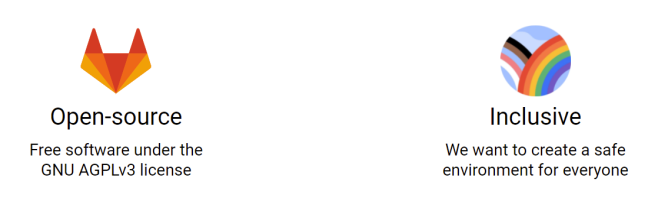 Open-source
Free software under the
GNU AGPLv3 license
Inclusive
We want to create a safe
environment for everyone